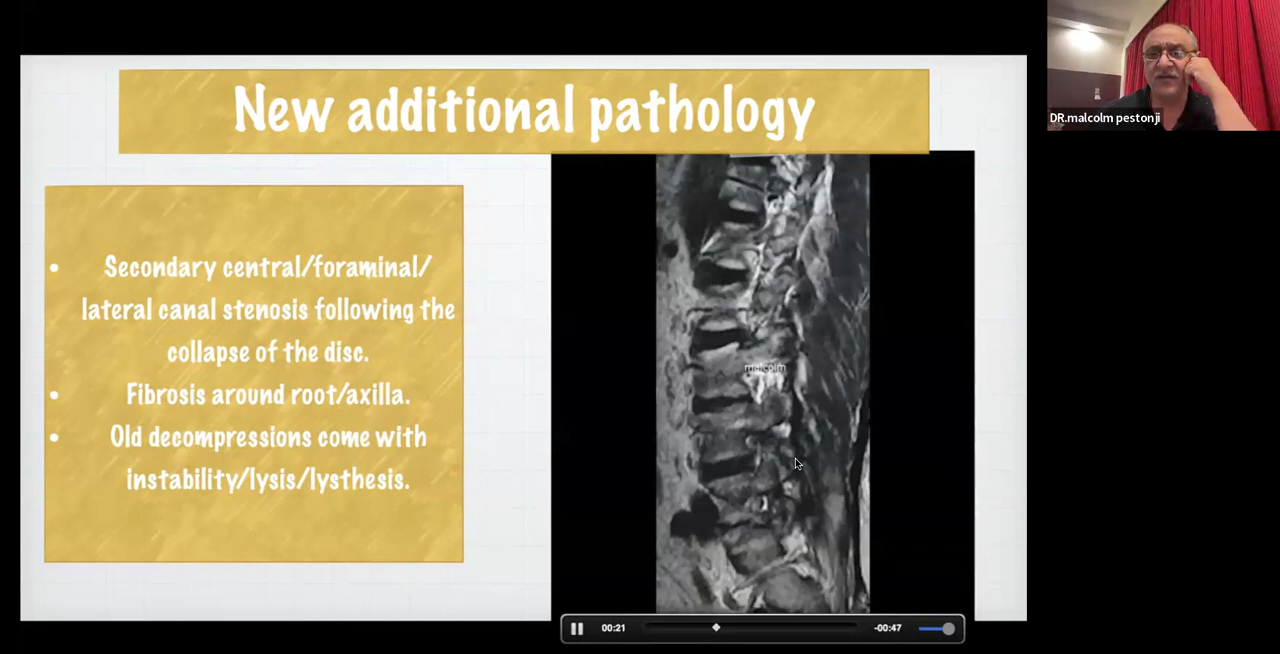 New additional pathology
DR.malcolm pestonji
• Secondary central/foraminal/
lateral canal stenosis following the
collapse of the disc.
• Fibrosis around root/axilla.
• Old decompressions come with
instability/lysis/lysthesis.
malcolm
00:21
-00:47